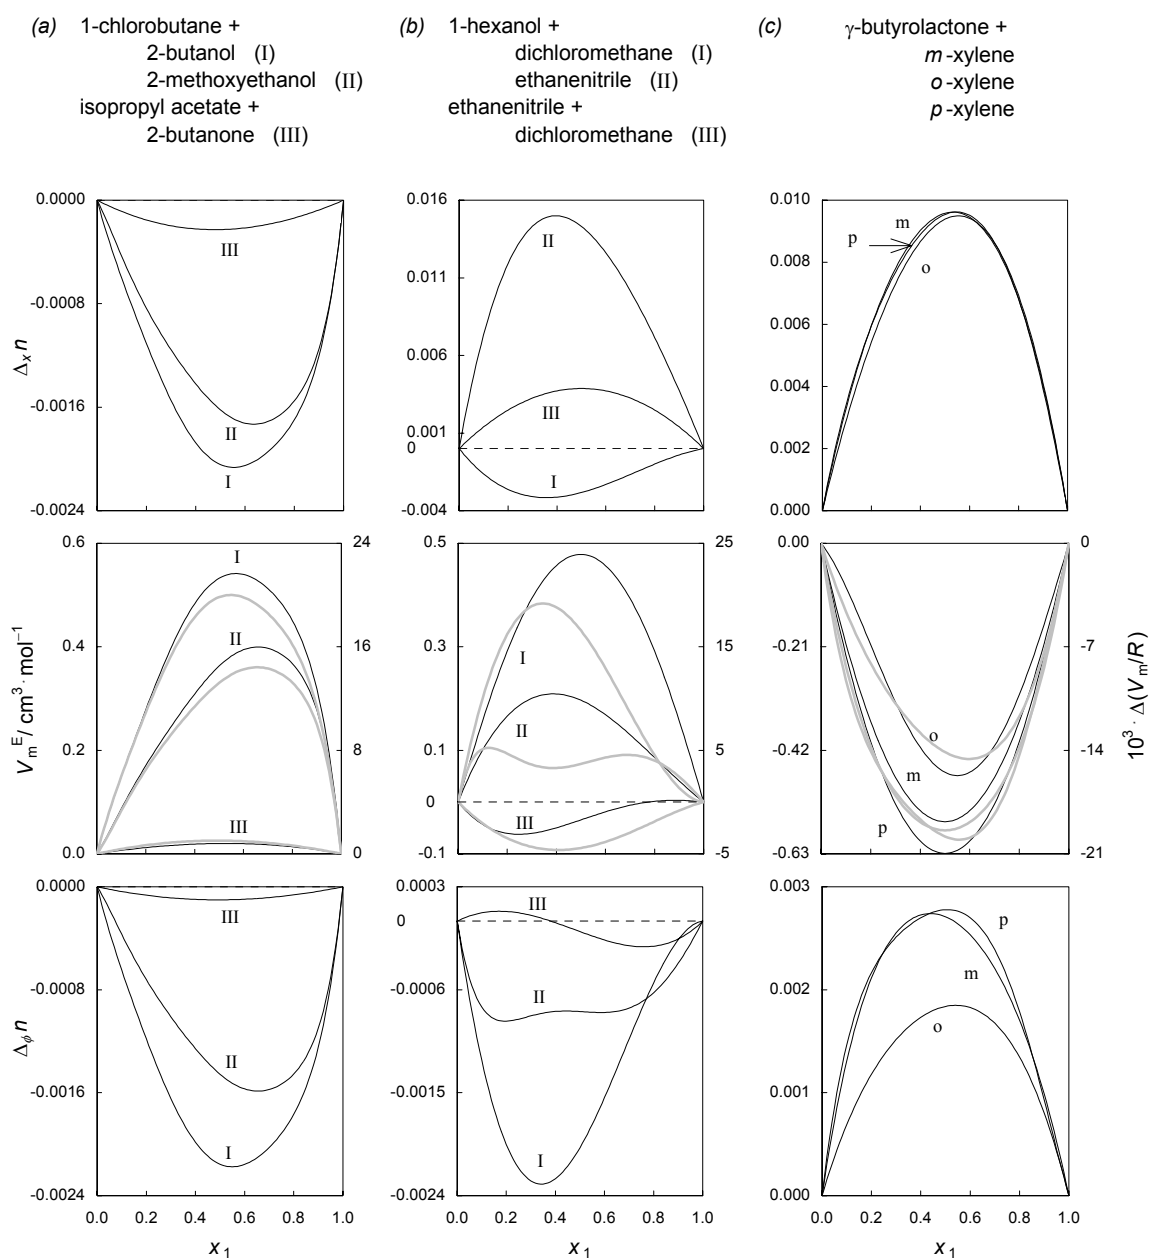 (a) 1-chlorobutane +
2-butanol (I)
2-methoxyethanol (II)
isopropyl acetate +
2-butanone (III)
(b) 1-hexanol +
dichloromethane (I)
ethanenitrile (II)
ethanenitrile +
dichloromethane (III)
(c) γ-butyrolactone +
m-xylene
o-xylene
p-xylene
Δx n
0.0000
-0.0008
-0.0016
-0.0024
III
II
I
0.016
0.011
0.006
0.001
0
-0.004
II
III
I
0.010
0.008
0.006
0.004
0.002
0.000
m
p
o
VmE / cm3 · mol−1
0.6
0.4
0.2
0.0
I
II
III
24
16
8
0
0.5
0.3
0.1
0
-0.1
I
II
III
25
15
5
-5
0.00
-0.21
-0.42
-0.63
o
m
p
0
-7
-14
-21
103 · Δ(Vm/R)
Δϕ n
0.0000
-0.0008
-0.0016
-0.0024
III
II
I
0.0 0.2 0.4 0.6 0.8 1.0
x1
0.0003
0
-0.0006
-0.0015
-0.0024
III
II
I
0.0 0.2 0.4 0.6 0.8 1.0
x1
0.003
0.002
0.001
0.000
p
m
o
0.0 0.2 0.4 0.6 0.8 1.0
x1